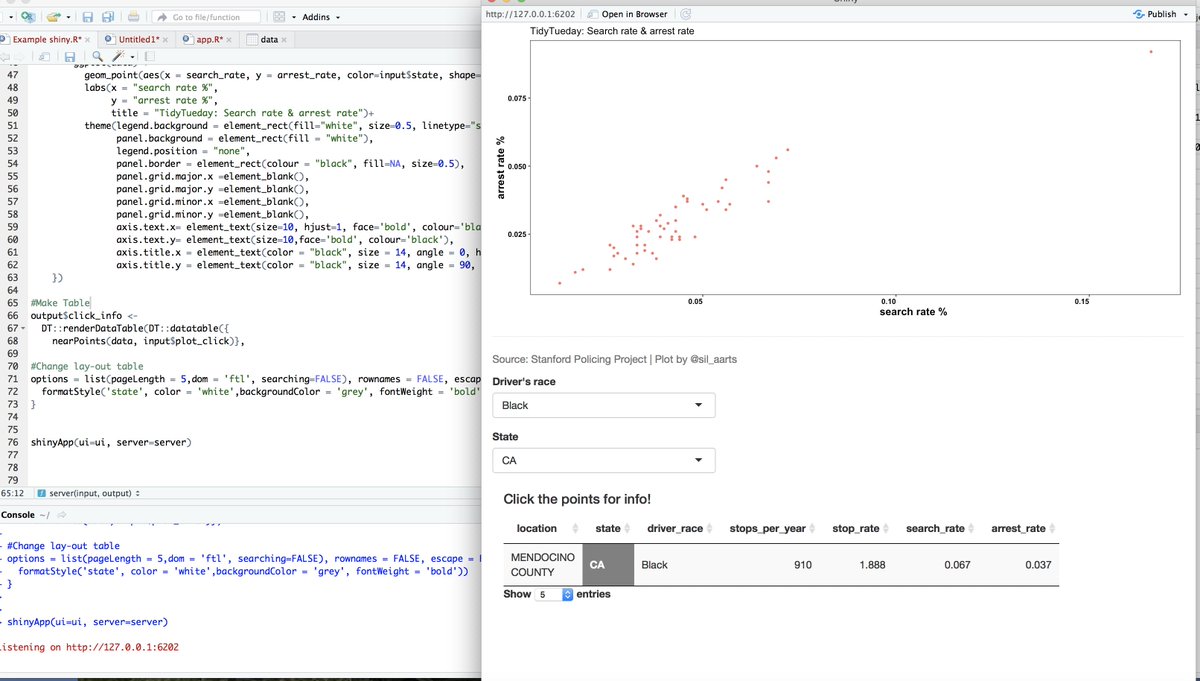 Go to file/function
Addins
Example shiny.R*
Untitled1*
app.R*
data
47 geom_point(aes(x = search_rate, y = arrest_rate, color=input$state, shape=
48 labs(x = "search rate %",
49 y = "arrest rate %",
50 title = "TidyTueday: Search rate & arrest rate")+
51 theme(legend.background = element_rect(fill="white", size=0.5, linetype="s
52 panel.background = element_rect(fill = "white"),
53 legend.position = "none",
54 panel.border = element_rect(colour = "black", fill=NA, size=0.5),
55 panel.grid.major.x =element_blank(),
56 panel.grid.major.y =element_blank(),
57 panel.grid.minor.x =element_blank(),
58 panel.grid.minor.y =element_blank(),
59 axis.text.x= element_text(size=10, hjust=1, face='bold', colour='bla
60 axis.text.y= element_text(size=10,face='bold', colour='black'),
61 axis.title.x = element_text(color = "black", size = 14, angle = 0, h
62 axis.title.y = element_text(color = "black", size = 14, angle = 90,
63 })
64
65 #Make Table
66 output$click_info <-
67 DT::renderDataTable(DT::datatable({
68 nearPoints(data, input$plot_click)},
69
70 #Change lay-out table
71 options = list(pageLength = 5,dom = 'ftl', searching=FALSE), rownames = FALSE, escap
72 formatStyle('state', color = 'white',backgroundColor = 'grey', fontWeight = 'bold'
73 }
74
75
76 shinyApp(ui=ui, server=server)
77
78
79
65:12 server(input, output)
Console ~/
#Change lay-out table
options = list(pageLength = 5,dom = 'ftl', searching=FALSE), rownames = FALSE, escape =
formatStyle('state', color = 'white',backgroundColor = 'grey', fontWeight = 'bold'))
}
shinyApp(ui=ui, server=server)
istening on http://127.0.0.1:6202
http://127.0.0.1:6202
Open in Browser
Publish
TidyTueday: Search rate & arrest rate
arrest rate %
0.075
0.050
0.025
0.05 0.10 0.15
search rate %
Source: Stanford Policing Project | Plot by @sil_aarts
Driver's race
Black
State
CA
Click the points for info!
location state driver_race stops_per_year stop_rate search_rate arrest_rate
MENDOCINO COUNTY CA Black 910 1.888 0.067 0.037
Show 5 entries